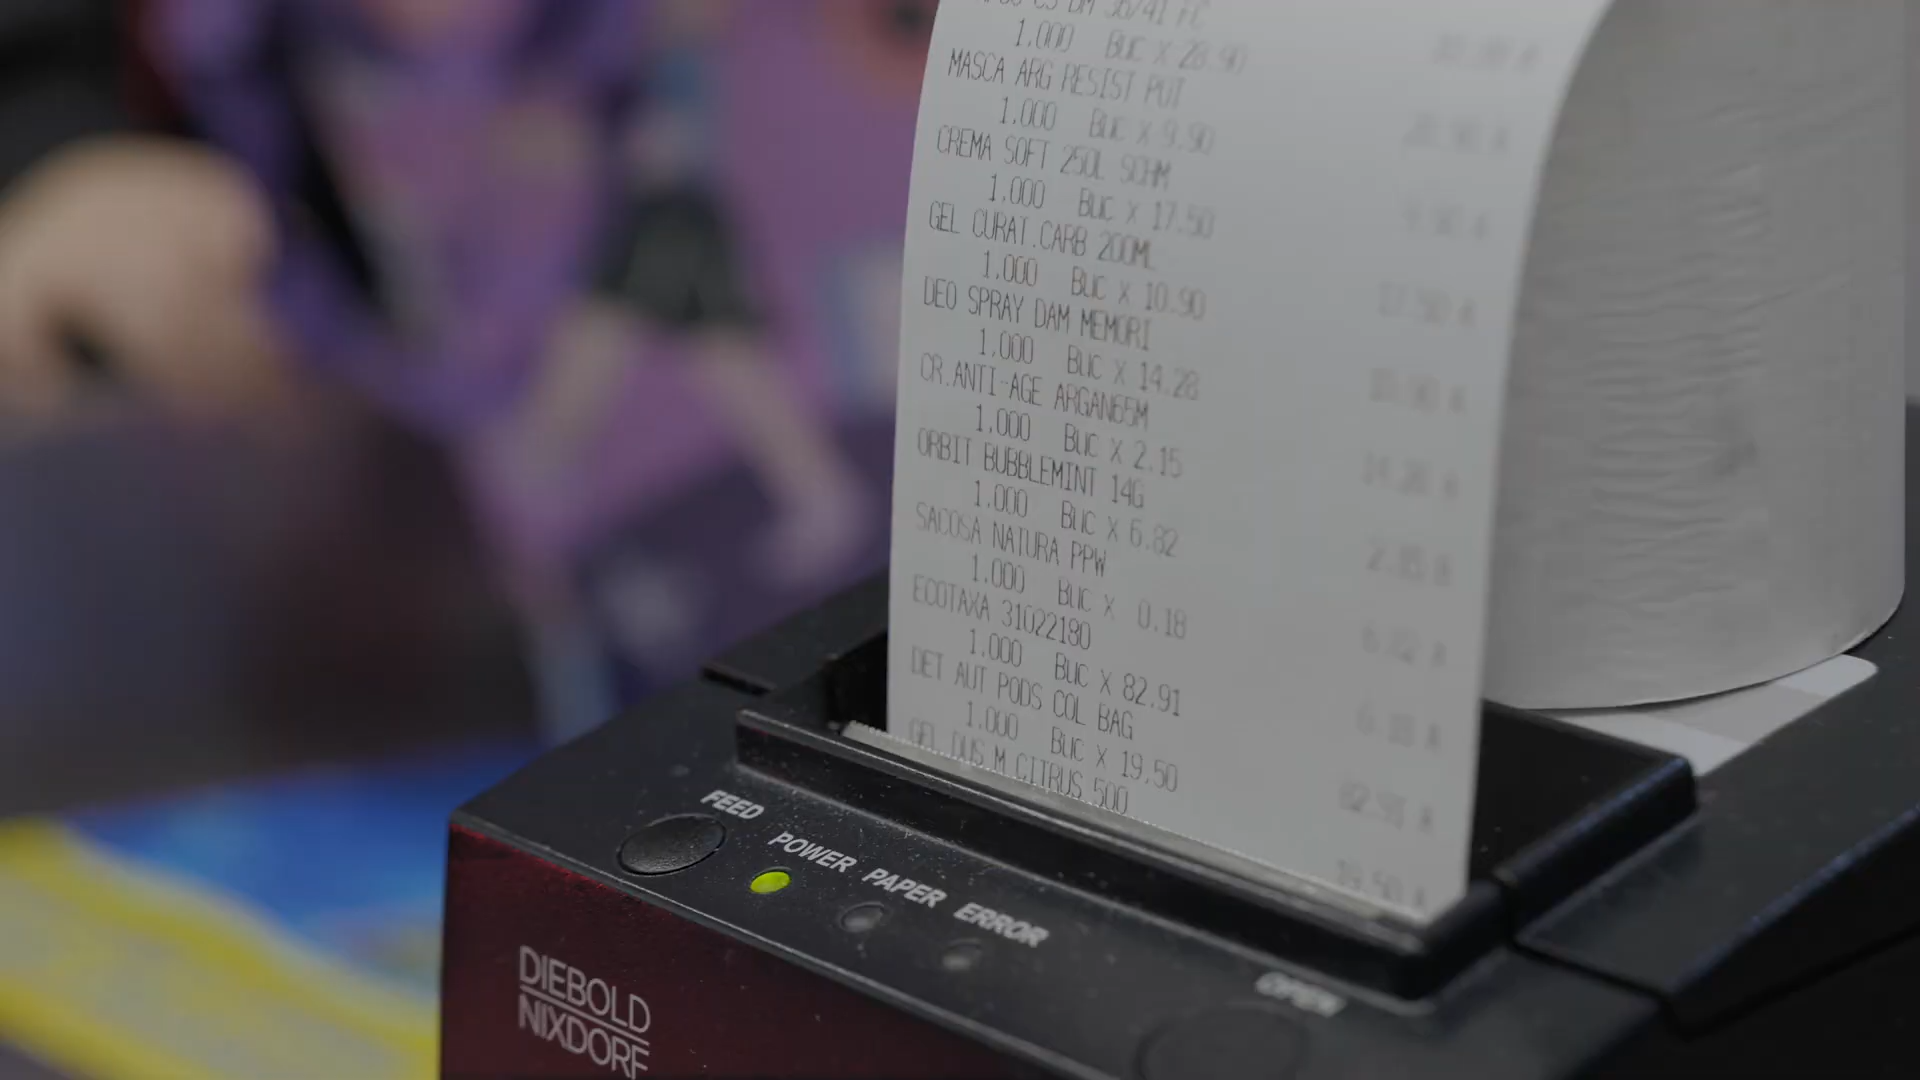 1.000 BUC X 28.90
MASCA ARG RESIST PUT
1.000 BUC X 9.90
CREMA SOFT 250L SCHM
1.000 BUC X 17.50
GEL CURAT.CARB 200ML
1.000 BUC X 10.90
DEO SPRAY DAM MEMORI
1.000 BUC X 14.28
CR.ANTI-AGE ARGAN65M
1.000 BUC X 2.15
ORBIT BUBBLEMINT 14G
1.000 BUC X 6.82
SACOSA NATURA PPW
1.000 BUC X 0.18
ECOTAXA 31022180
1.000 BUC X 82.91
DET AUT PODS COL BAG
1.000 BUC X 19.50
GEL DUS M CITRUS 500
FEED
POWER
PAPER
ERROR
OPEN
DIEBOLD
NIXDORF